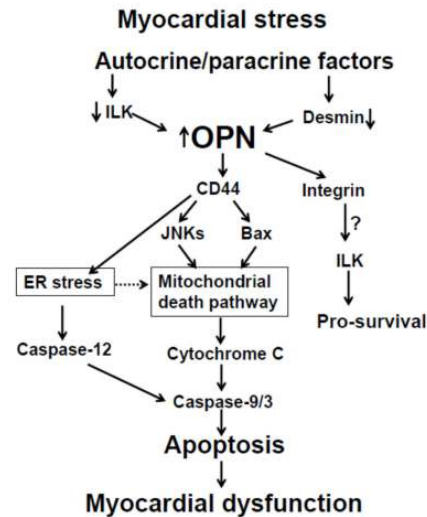 Myocardial stress
Autocrine/paracrine factors
↓ ILK
Desmin ↓
↑OPN
CD44
Integrin
JNKs
Bax
?
ER stress
Mitochondrial
death pathway
ILK
Pro-survival
Caspase-12
Cytochrome C
Caspase-9/3
Apoptosis
Myocardial dysfunction